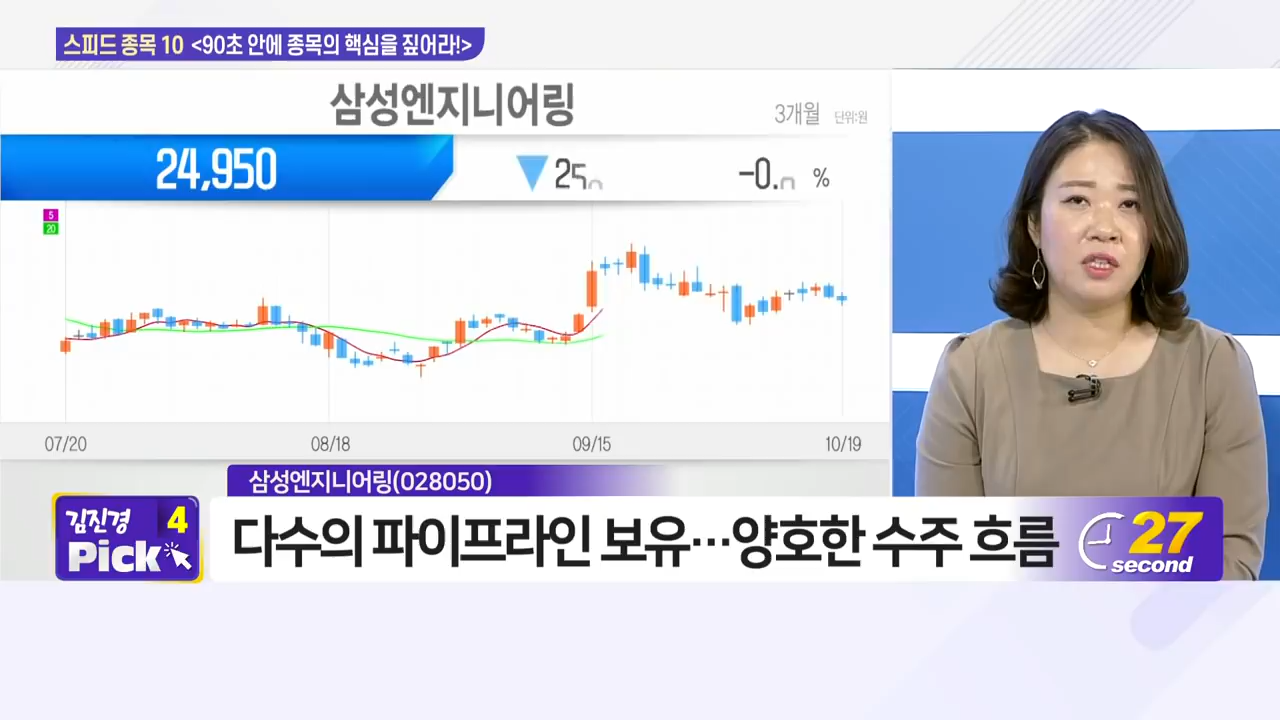 스피드 종목 10 <90초 안에 종목의 핵심을 짚어라!>
삼성엔지니어링
3개월 단위:원
24,950
▼ %
5
20
07/20 08/18 09/15 10/19
삼성엔지니어링(028050)
김진경 4
Pick
다수의 파이프라인 보유…양호한 수주 흐름
27
second